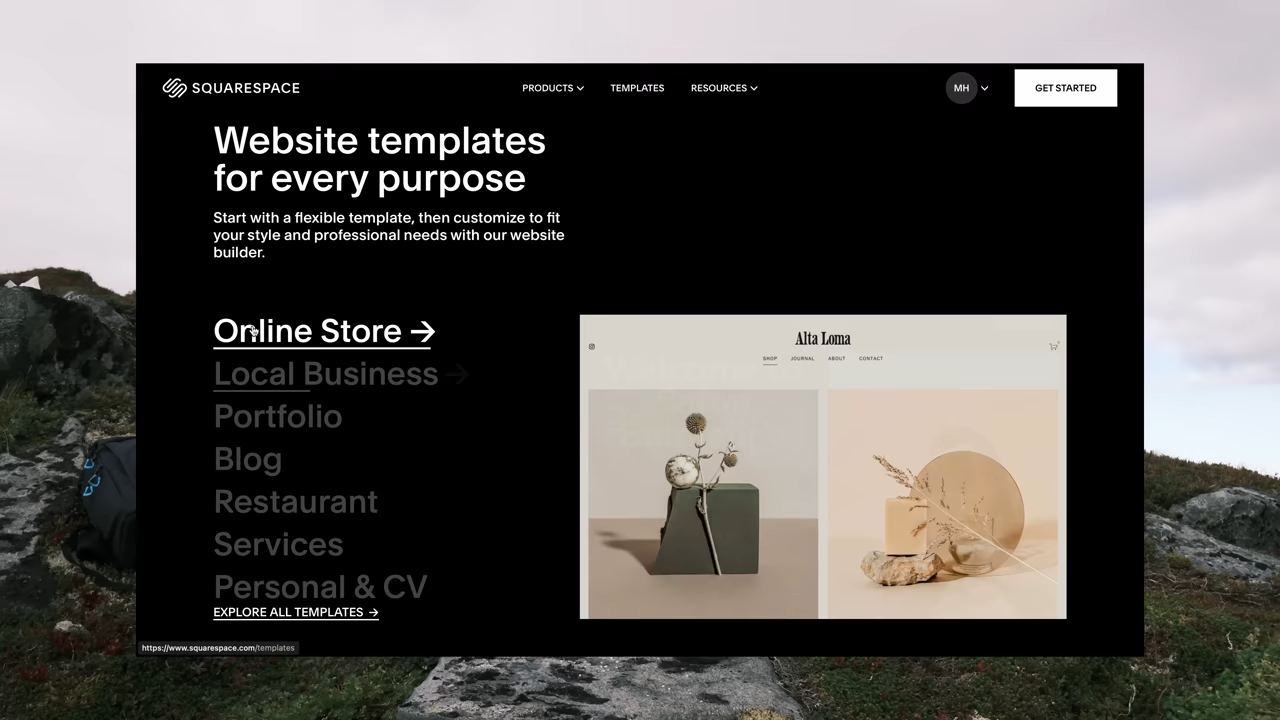 SQUARESPACE
PRODUCTS
TEMPLATES
RESOURCES
MH
GET STARTED
Website templates
for every purpose
Start with a flexible template, then customize to fit
your style and professional needs with our website
builder.
Online Store →
Local Business →
Portfolio
Blog
Restaurant
Services
Personal & CV
EXPLORE ALL TEMPLATES →
Alta Loma
SHOP
JOURNAL
ABOUT
CONTACT
https://www.squarespace.com/templates